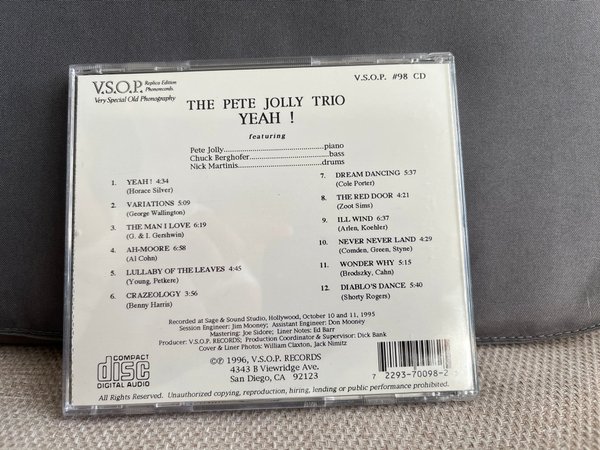 V.S.O.P. Replica Edition Phonorecords
Very Special Old Phonography
V.S.O.P. #98 CD
THE PETE JOLLY TRIO
YEAH !
featuring
Pete Jolly..............................piano
Chuck Berghofer........................bass
Nick Martinis.........................drums
1. YEAH! 4:34
(Horace Silver)
2. VARIATIONS 5:09
(George Wallington)
3. THE MAN I LOVE 6:19
(G. & I. Gershwin)
4. AH-MOORE 6:58
(Al Cohn)
5. LULLABY OF THE LEAVES 4:45
(Young, Petkere)
6. CRAZEOLOGY 3:56
(Benny Harris)
7. DREAM DANCING 5:37
(Cole Porter)
8. THE RED DOOR 4:21
(Zoot Sims)
9. ILL WIND 6:37
(Arlen, Koehler)
10. NEVER NEVER LAND 4:29
(Comden, Green, Styne)
11. WONDER WHY 5:15
(Brodszky, Cahn)
12. DIABLO'S DANCE 5:40
(Shorty Rogers)
Recorded at Sage & Sound Studio, Hollywood, October 10 and 11, 1995
Session Engineer: Jim Mooney; Assistant Engineer: Don Mooney
Mastering: Joe Sidore; Liner Notes: Ed Barr
Producer: V.S.O.P. RECORDS; Production Coordinator & Supervisor: Dick Bank
Cover & Liner Photos: William Claxton, Jack Nimitz
COMPACT
disc
DIGITAL AUDIO
©℗ 1996, V.S.O.P. RECORDS
4343 B Viewridge Ave.
San Diego, CA 92123
7 22937-0098-2
All Rights Reserved. Unauthorized copying, reproduction, hiring, lending or public performance prohibited.